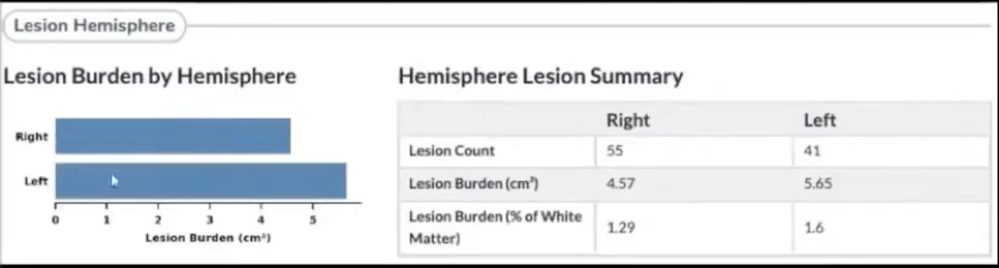 Lesion Hemisphere
Lesion Burden by Hemisphere
Right
Left
0 1 2 3 4 5
Lesion Burden (cm³)
Hemisphere Lesion Summary
Right Left
Lesion Count 55 41
Lesion Burden (cm³) 4.57 5.65
Lesion Burden (% of White
Matter) 1.29 1.6